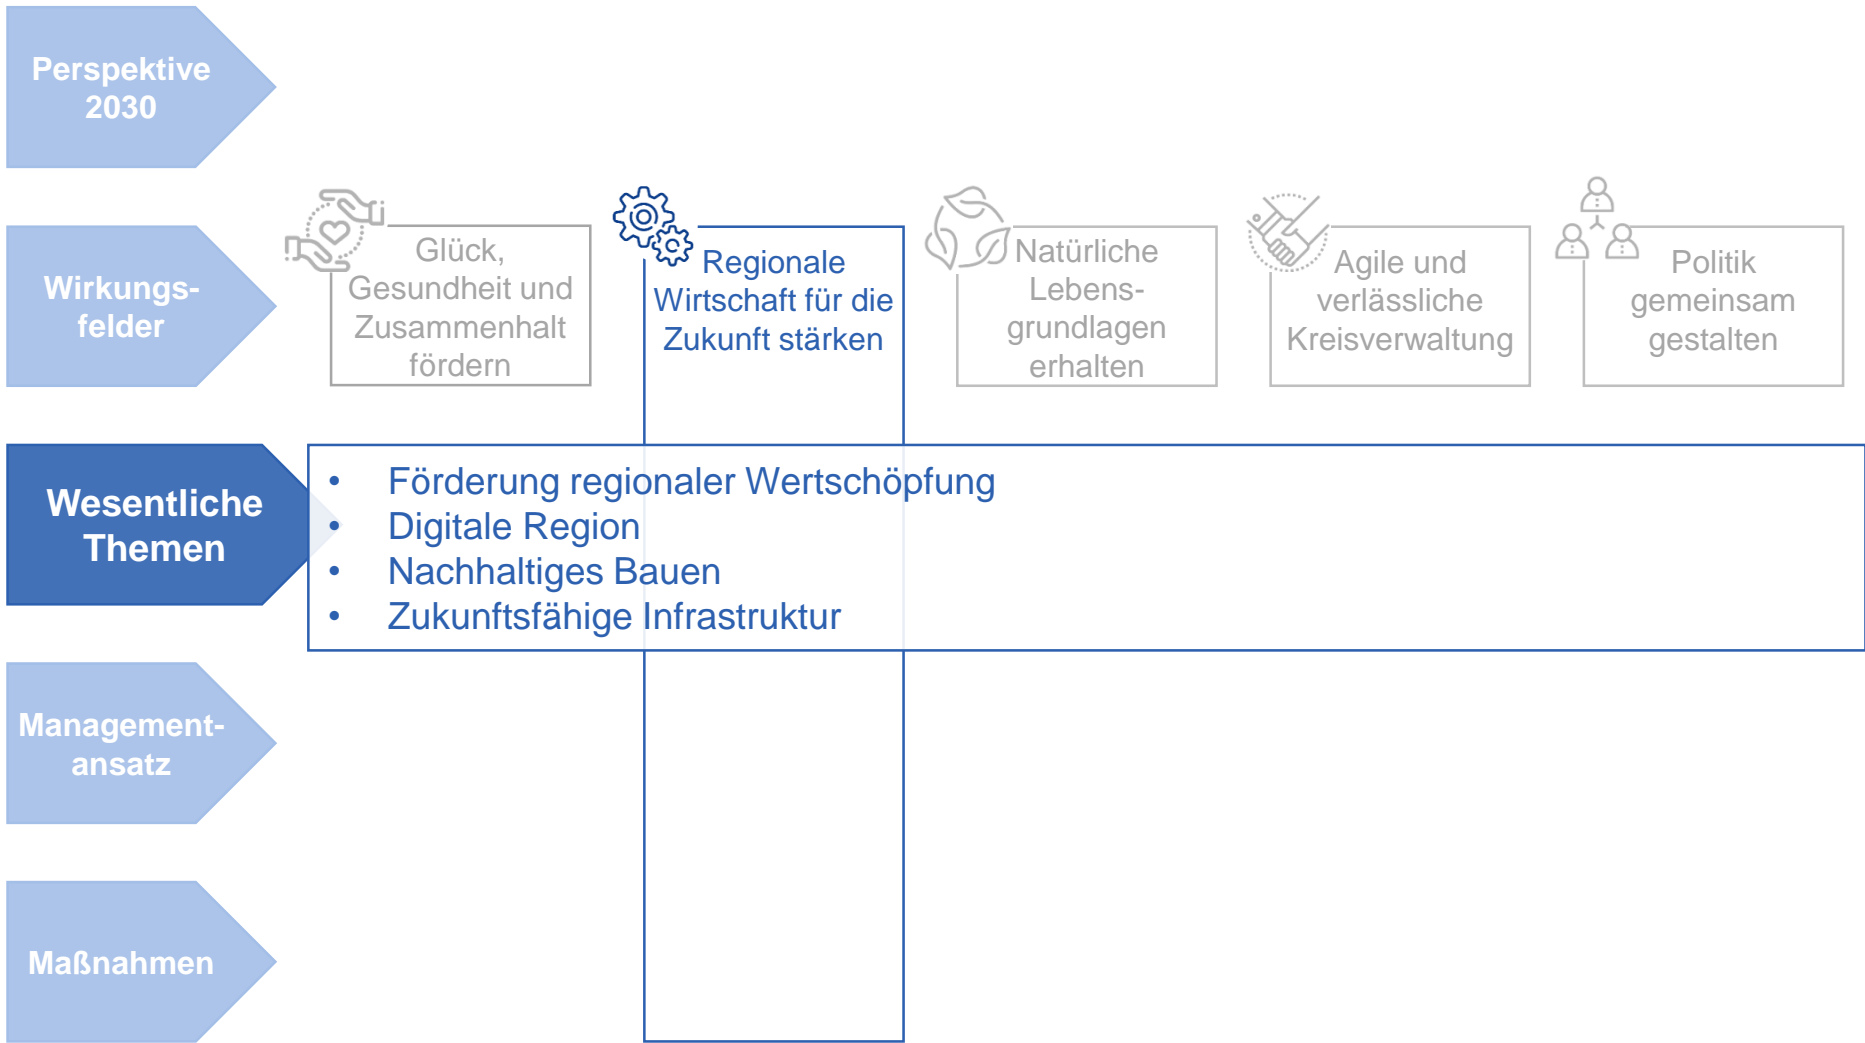 Perspektive
2030
Wirkungs-
felder
Glück,
Gesundheit und
Zusammenhalt
fördern
Regionale
Wirtschaft für die
Zukunft stärken
Natürliche
Lebens-
grundlagen
erhalten
Agile und
verlässliche
Kreisverwaltung
Politik
gemeinsam
gestalten
Wesentliche
Themen
• Förderung regionaler Wertschöpfung
• Digitale Region
• Nachhaltiges Bauen
• Zukunftsfähige Infrastruktur
Management-
ansatz
Maßnahmen